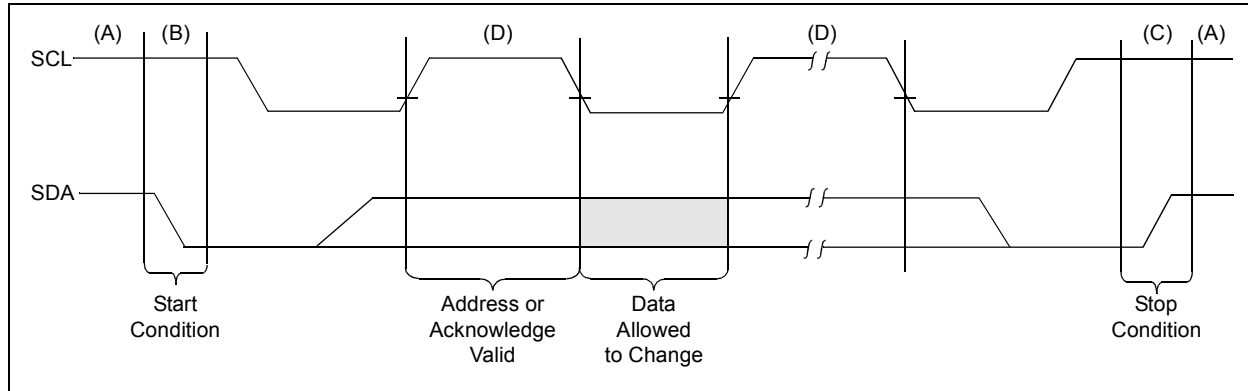 (A) (B) (D) (D) (C) (A)
SCL
SDA
Start
Condition
Address or
Acknowledge
Valid
Data
Allowed
to Change
Stop
Condition